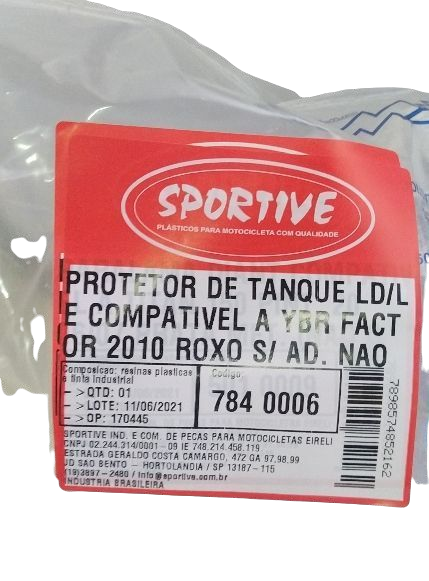 SPORTIVE
PLÁSTICOS PARA MOTOCICLETA COM QUALIDADE
PROTETOR DE TANQUE LD/L
E COMPATIVEL A YBR FACT
OR 2010 ROXO S/ AD. NAO
Composicao: resinas plasticas
e tinta industrial
->QTD: 01
->LOTE: 11/06/2021
->OP: 170445
Codigo:
784 0006
SPORTIVE IND. E COM. DE PECAS PARA MOTOCICLETAS EIRELI
CNPJ 02.244.314/0001-09 IE 748.214.458.119
ESTRADA GERALDO COSTA CAMARGO, 472 QA 97,98,99
JD SAO BENTO - HORTOLANDIA / SP 13187-115
(19)3897-2480 / info@sportive.com.br
INDUSTRIA BRASILEIRA
7898574852162